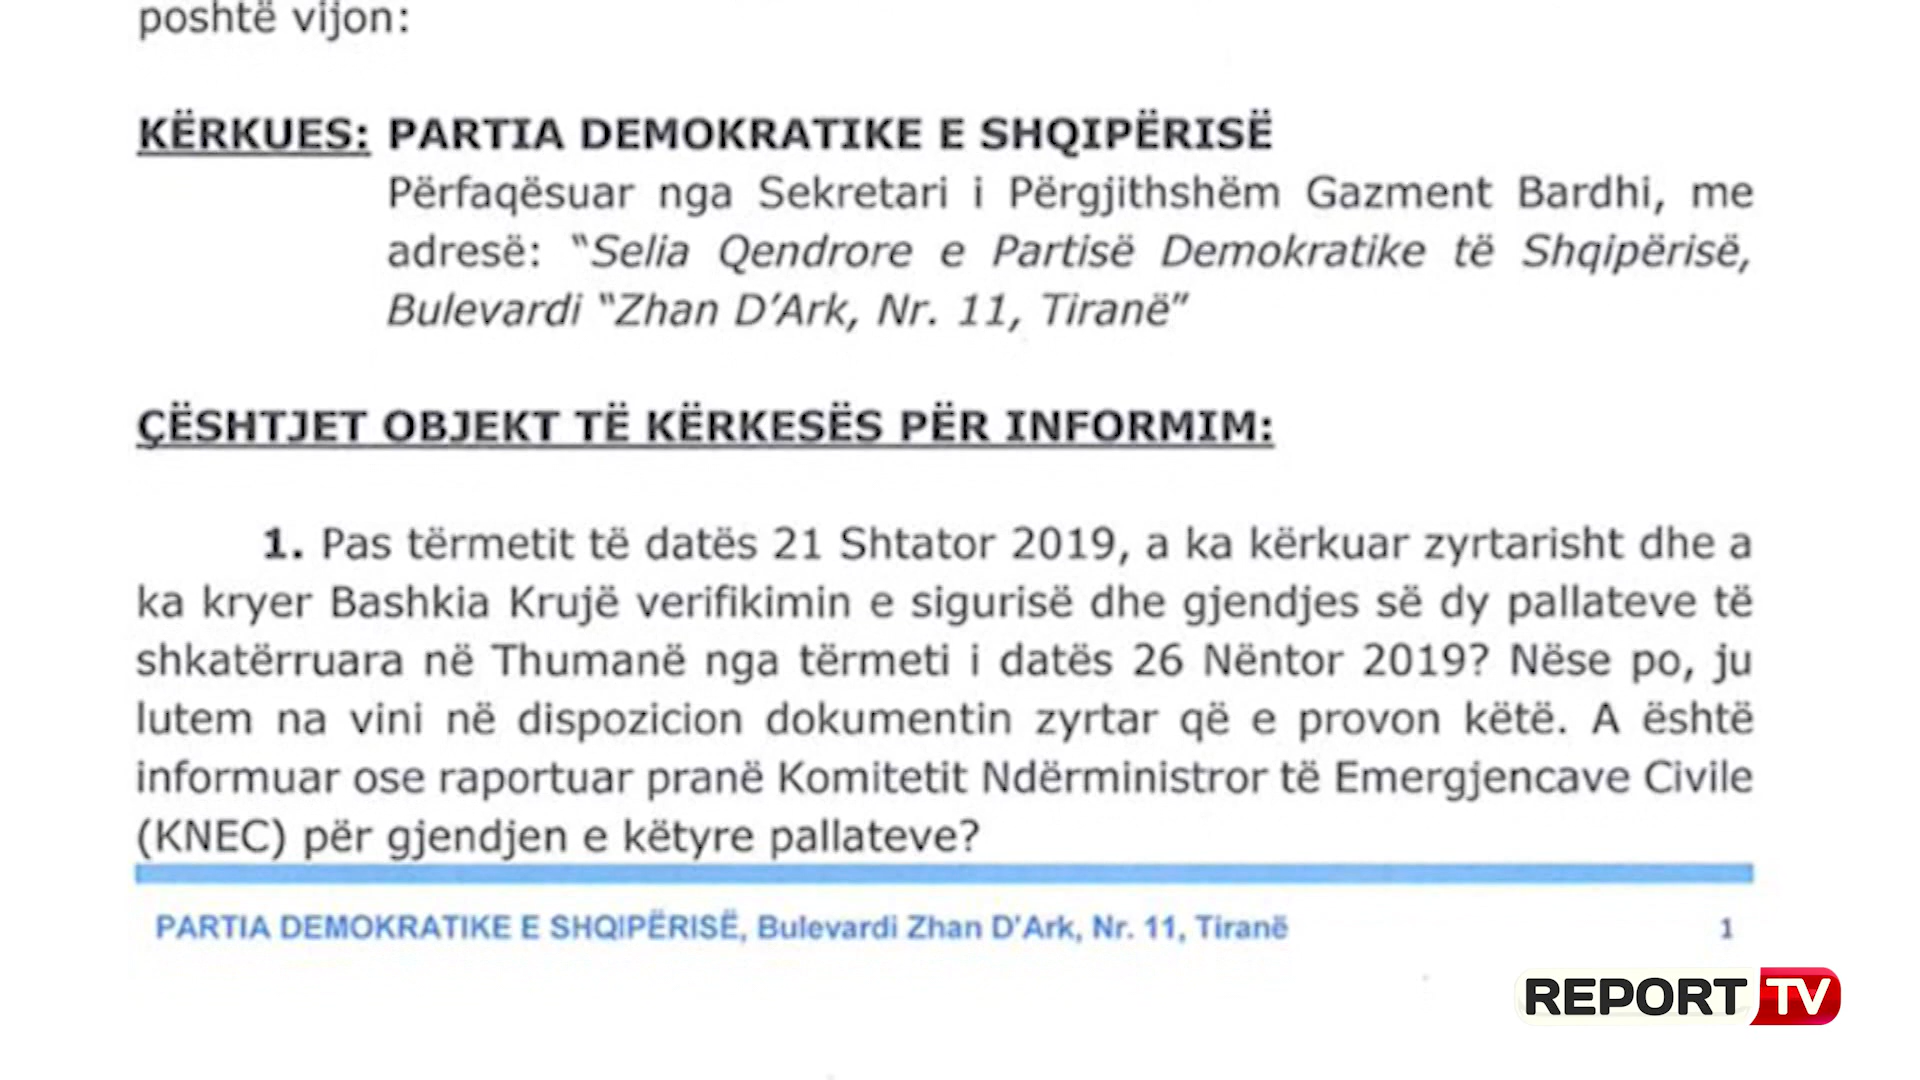 poshtë vijon:
KËRKUES: PARTIA DEMOKRATIKE E SHQIPËRISË
Përfaqësuar nga Sekretari i Përgjithshëm Gazment Bardhi, me
adresë: “Selia Qendrore e Partisë Demokratike të Shqipërisë,
Bulevardi “Zhan D’Ark, Nr. 11, Tiranë”
ÇËSHTJET OBJEKT TË KËRKESËS PËR INFORMIM:
1. Pas tërmetit të datës 21 Shtator 2019, a ka kërkuar zyrtarisht dhe a
ka kryer Bashkia Krujë verifikimin e sigurisë dhe gjendjes së dy pallateve të
shkatërruara në Thumanë nga tërmeti i datës 26 Nëntor 2019? Nëse po, ju
lutem na vini në dispozicion dokumentin zyrtar që e provon këtë. A është
informuar ose raportuar pranë Komitetit Ndërministror të Emergjencave Civile
(KNEC) për gjendjen e këtyre pallateve?
PARTIA DEMOKRATIKE E SHQIPËRISË, Bulevardi Zhan D’Ark, Nr. 11, Tiranë 1
REPORT TV